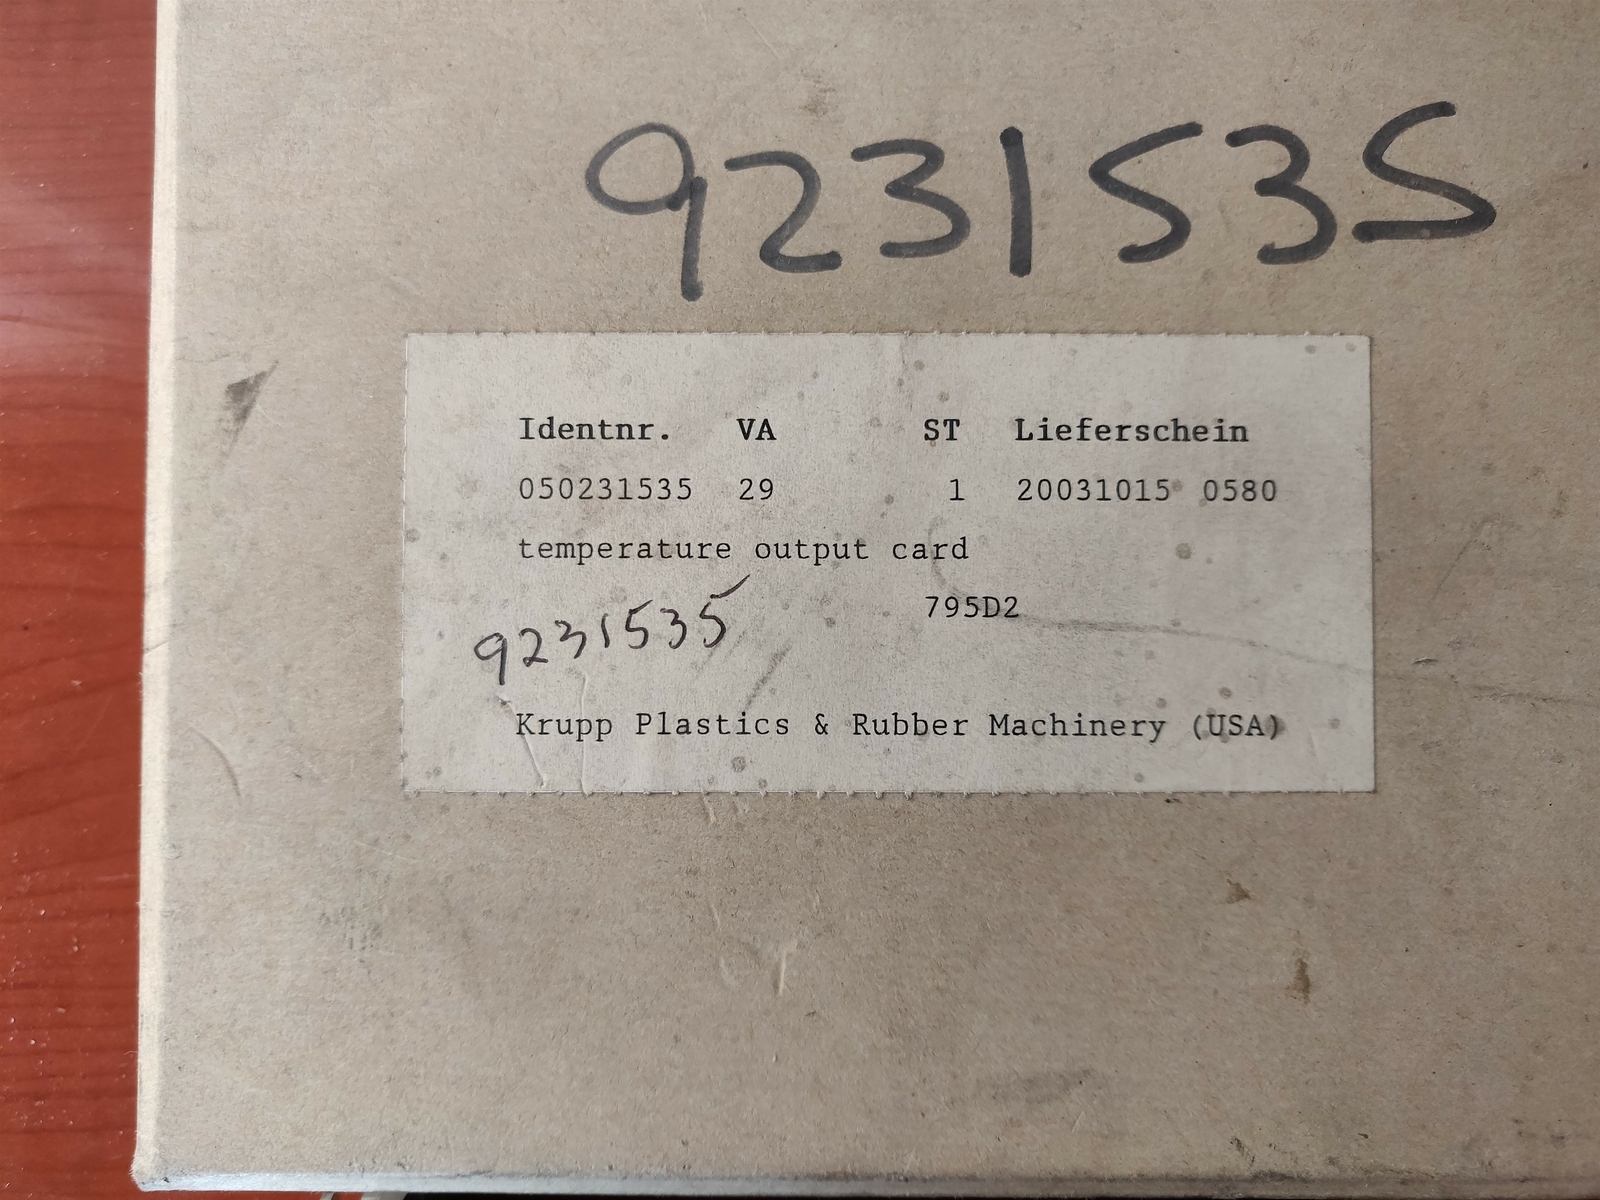 9231535
Identnr. VA ST Lieferschein
050231535 29 1 20031015 0580
temperature output card
795D2
9231535
Krupp Plastics & Rubber Machinery (USA)